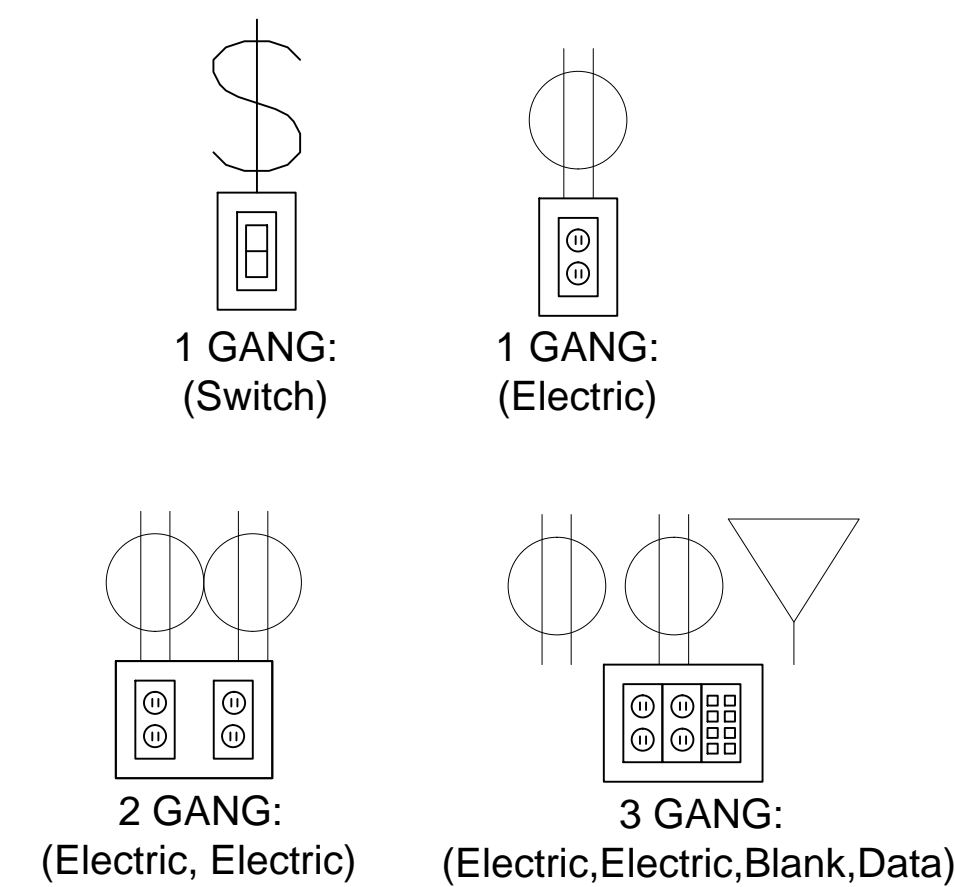 $
1 GANG:
(Switch)
1 GANG:
(Electric)
2 GANG:
(Electric, Electric)
3 GANG:
(Electric,Electric,Blank,Data)